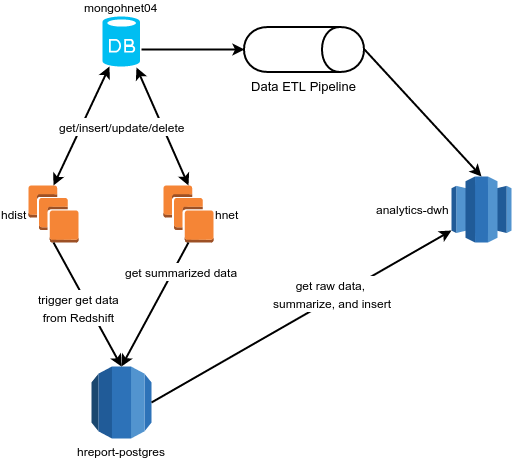 mongohnet04
DB
Data ETL Pipeline
get/insert/update/delete
hdist
hnet
analytics-dwh
get summarized data
trigger get data
from Redshift
get raw data,
summarize, and insert
hreport-postgres